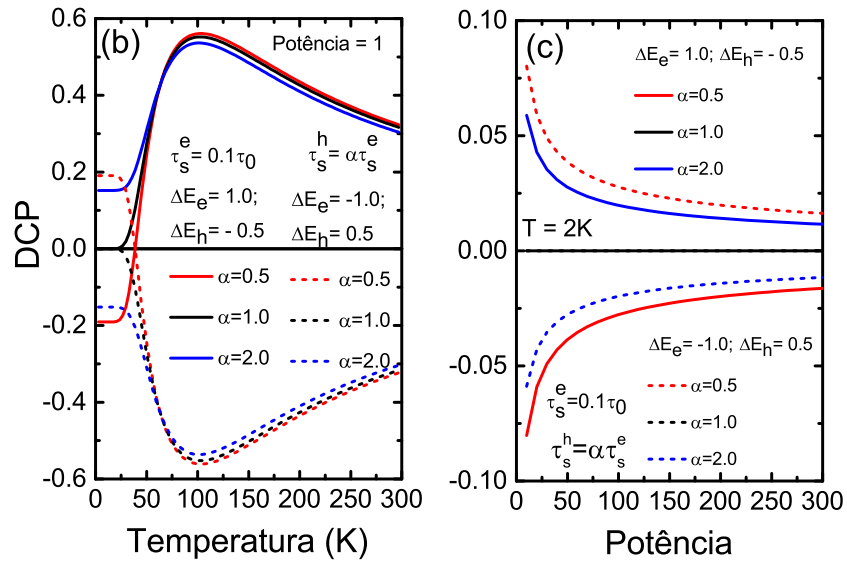 (b)
Potência = 1
0.6
0.4
0.2
0.0
-0.2
-0.4
-0.6
DCP
τ_s^e = 0.1τ_0
τ_s^h = ατ_s^e
ΔE_e = 1.0;
ΔE_h = - 0.5
ΔE_e = -1.0;
ΔE_h = 0.5
α=0.5
α=1.0
α=2.0
α=0.5
α=1.0
α=2.0
0 50 100 150 200 250 300
Temperatura (K)
(c)
ΔE_e = 1.0; ΔE_h = - 0.5
α=0.5
α=1.0
α=2.0
0.10
0.05
0.00
-0.05
-0.10
T = 2K
ΔE_e = -1.0; ΔE_h = 0.5
τ_s^e=0.1τ_0
τ_s^h=ατ_s^e
α=0.5
α=1.0
α=2.0
0 50 100 150 200 250 300
Potência